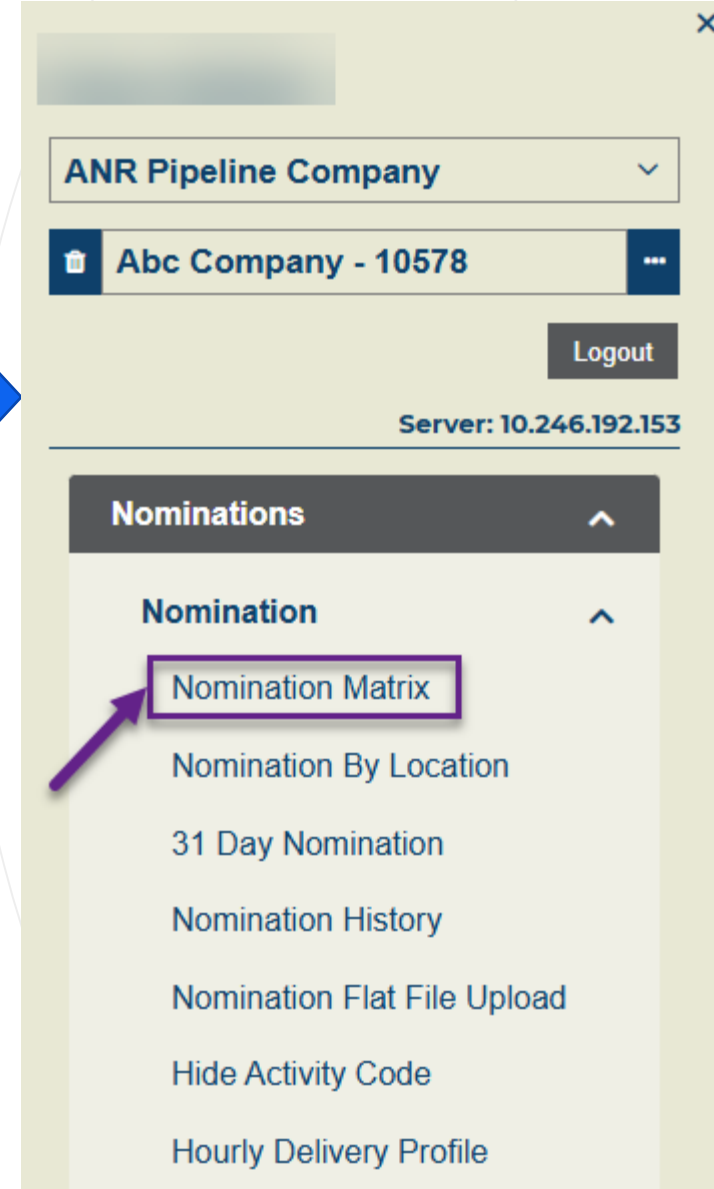 ANR Pipeline Company
Abc Company - 10578
Logout
Server: 10.246.192.153
Nominations
Nomination
Nomination Matrix
Nomination By Location
31 Day Nomination
Nomination History
Nomination Flat File Upload
Hide Activity Code
Hourly Delivery Profile